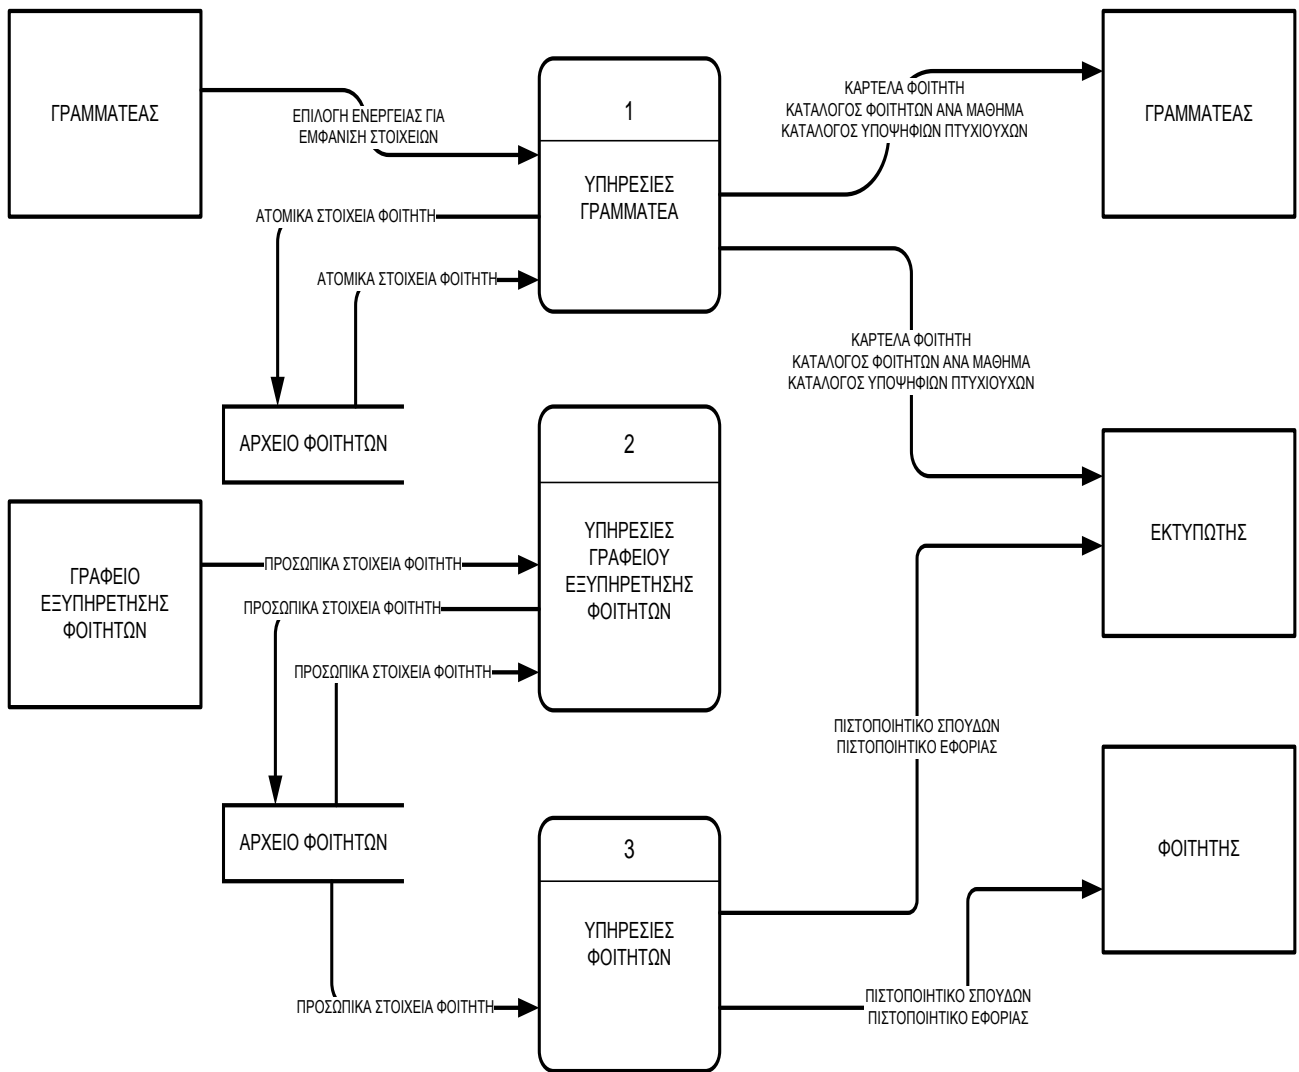 ΓΡΑΜΜΑΤΕΑΣ
ΕΠΙΛΟΓΗ ΕΝΕΡΓΕΙΑΣ ΓΙΑ
ΕΜΦΑΝΙΣΗ ΣΤΟΙΧΕΙΩΝ
1
ΥΠΗΡΕΣΙΕΣ
ΓΡΑΜΜΑΤΕΑ
ΚΑΡΤΕΛΑ ΦΟΙΤΗΤΗ
ΚΑΤΑΛΟΓΟΣ ΦΟΙΤΗΤΩΝ ΑΝΑ ΜΑΘΗΜΑ
ΚΑΤΑΛΟΓΟΣ ΥΠΟΨΗΦΙΩΝ ΠΤΥΧΙΟΥΧΩΝ
ΓΡΑΜΜΑΤΕΑΣ
ΑΤΟΜΙΚΑ ΣΤΟΙΧΕΙΑ ΦΟΙΤΗΤΗ
ΑΤΟΜΙΚΑ ΣΤΟΙΧΕΙΑ ΦΟΙΤΗΤΗ
ΚΑΡΤΕΛΑ ΦΟΙΤΗΤΗ
ΚΑΤΑΛΟΓΟΣ ΦΟΙΤΗΤΩΝ ΑΝΑ ΜΑΘΗΜΑ
ΚΑΤΑΛΟΓΟΣ ΥΠΟΨΗΦΙΩΝ ΠΤΥΧΙΟΥΧΩΝ
ΑΡΧΕΙΟ ΦΟΙΤΗΤΩΝ
2
ΥΠΗΡΕΣΙΕΣ
ΓΡΑΦΕΙΟΥ
ΕΞΥΠΗΡΕΤΗΣΗΣ
ΦΟΙΤΗΤΩΝ
ΕΚΤΥΠΩΤΗΣ
ΓΡΑΦΕΙΟ
ΕΞΥΠΗΡΕΤΗΣΗΣ
ΦΟΙΤΗΤΩΝ
ΠΡΟΣΩΠΙΚΑ ΣΤΟΙΧΕΙΑ ΦΟΙΤΗΤΗ
ΠΡΟΣΩΠΙΚΑ ΣΤΟΙΧΕΙΑ ΦΟΙΤΗΤΗ
ΠΡΟΣΩΠΙΚΑ ΣΤΟΙΧΕΙΑ ΦΟΙΤΗΤΗ
ΠΙΣΤΟΠΟΙΗΤΙΚΟ ΣΠΟΥΔΩΝ
ΠΙΣΤΟΠΟΙΗΤΙΚΟ ΕΦΟΡΙΑΣ
ΑΡΧΕΙΟ ΦΟΙΤΗΤΩΝ
3
ΥΠΗΡΕΣΙΕΣ
ΦΟΙΤΗΤΩΝ
ΦΟΙΤΗΤΗΣ
ΠΡΟΣΩΠΙΚΑ ΣΤΟΙΧΕΙΑ ΦΟΙΤΗΤΗ
ΠΙΣΤΟΠΟΙΗΤΙΚΟ ΣΠΟΥΔΩΝ
ΠΙΣΤΟΠΟΙΗΤΙΚΟ ΕΦΟΡΙΑΣ